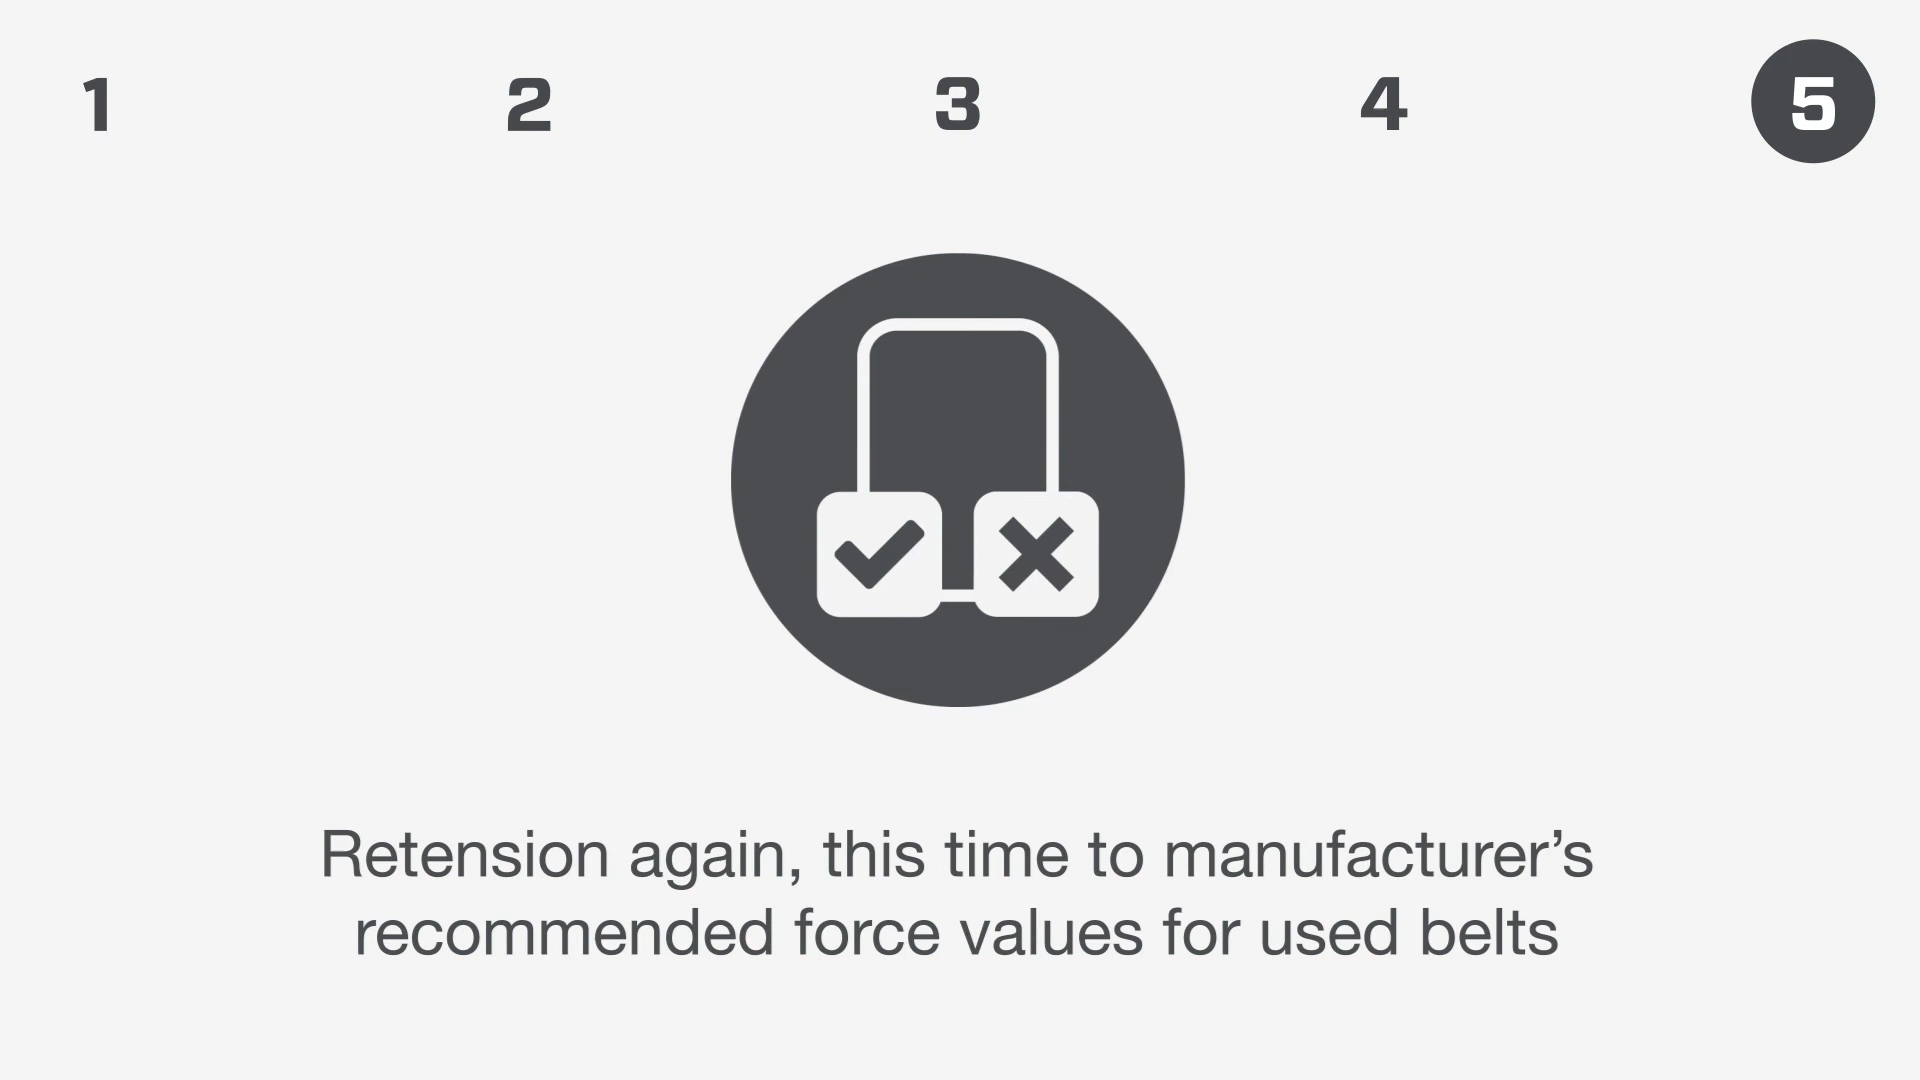 1 2 3 4 5
Retension again, this time to manufacturer’s
recommended force values for used belts